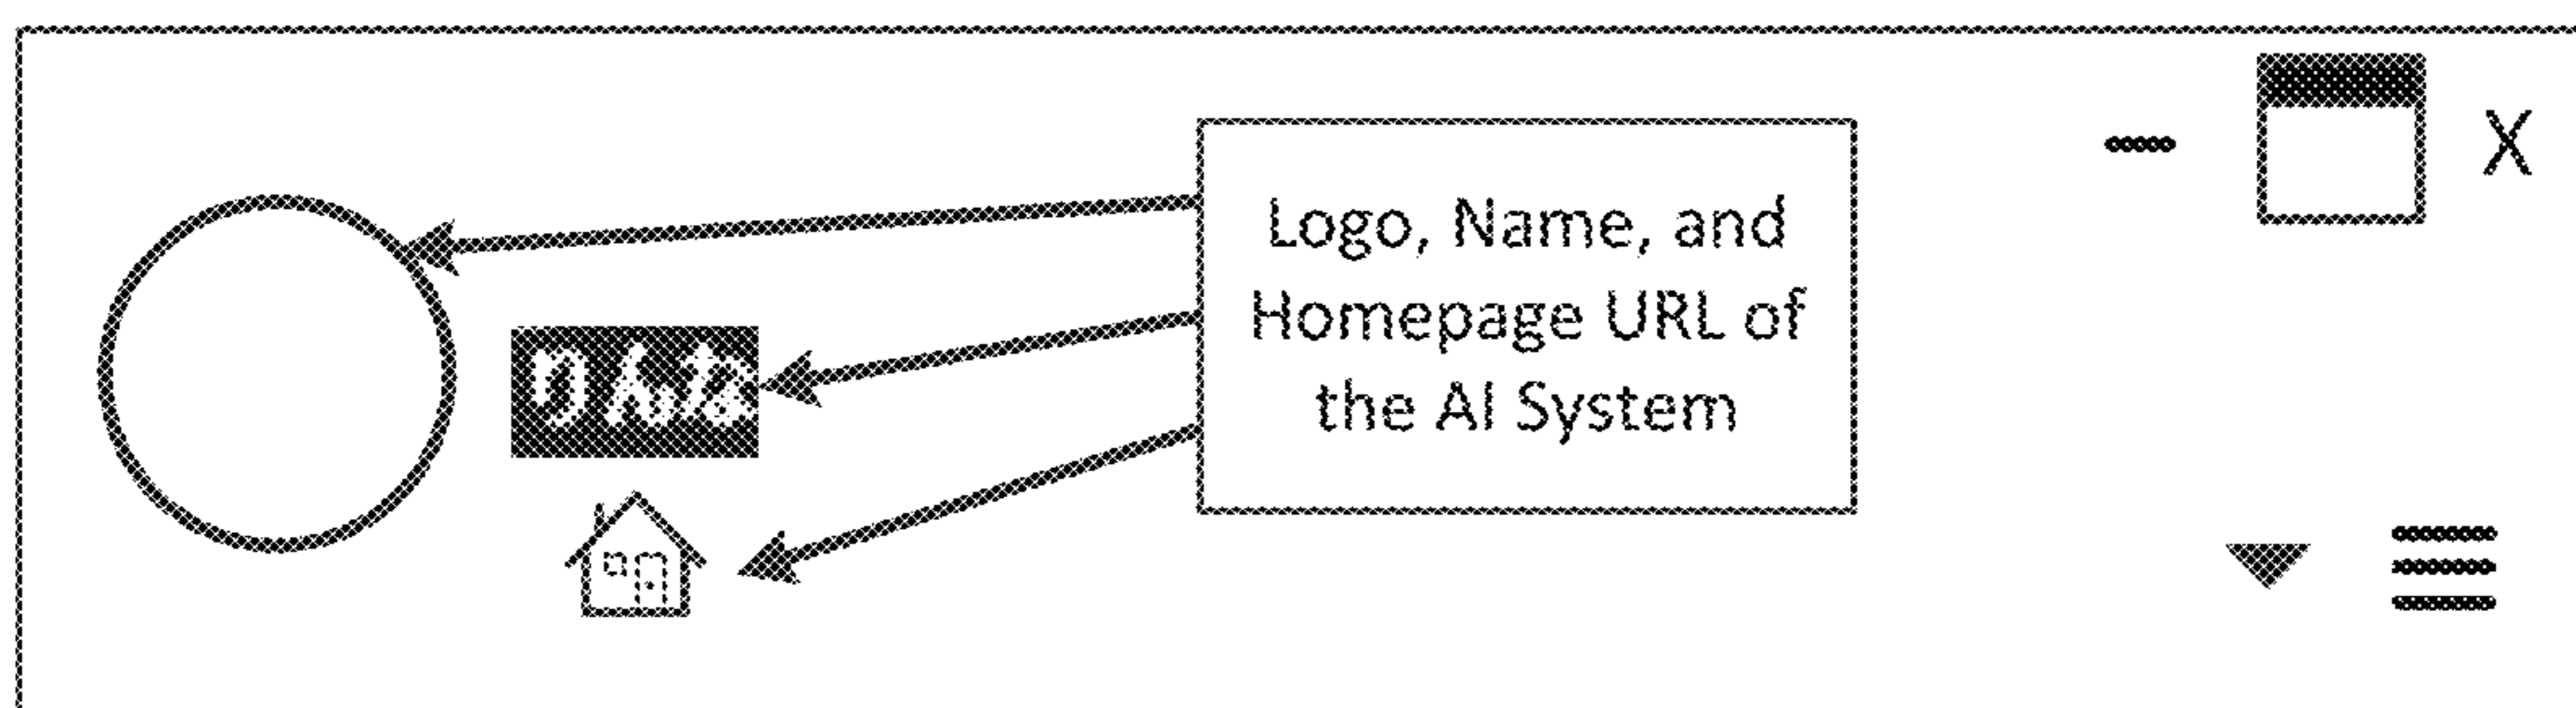 X
Logo, Name, and
Homepage URL of
the AI System